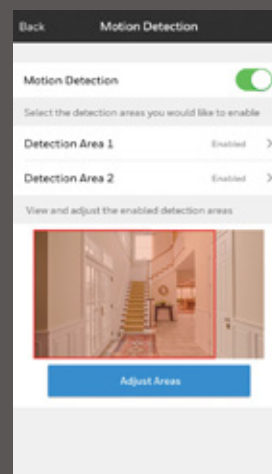 Back Motion Detection
Motion Detection
Select the detection areas you would like to enable
Detection Area 1 Enabled
Detection Area 2 Enabled
View and adjust the enabled detection areas
Adjust Areas